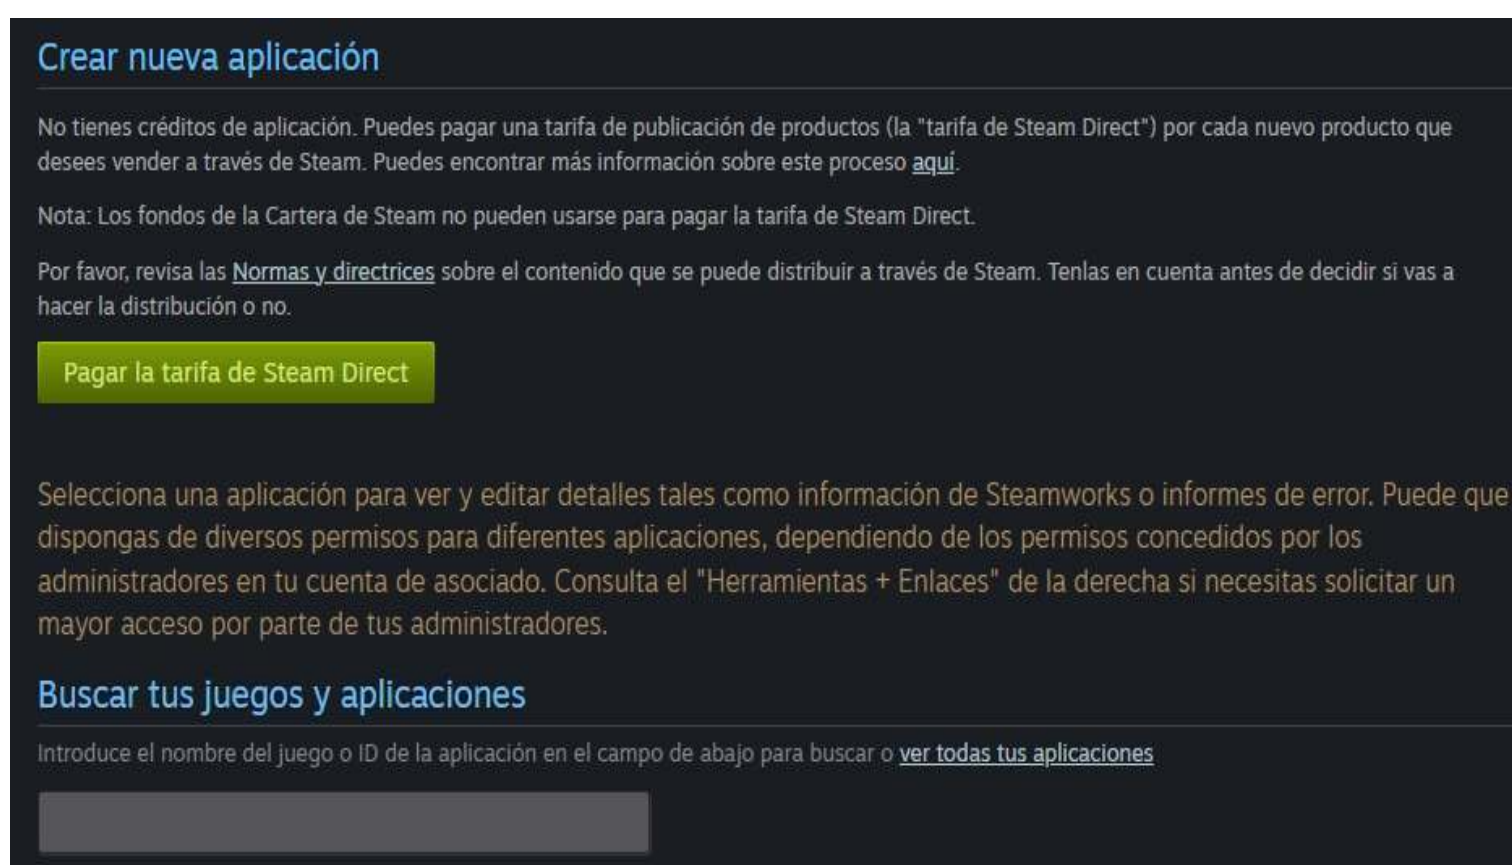 Crear nueva aplicación
No tienes créditos de aplicación. Puedes pagar una tarifa de publicación de productos (la "tarifa de Steam Direct") por cada nuevo producto que
desees vender a través de Steam. Puedes encontrar más información sobre este proceso aquí.
Nota: Los fondos de la Cartera de Steam no pueden usarse para pagar la tarifa de Steam Direct.
Por favor, revisa las Normas y directrices sobre el contenido que se puede distribuir a través de Steam. Tenlas en cuenta antes de decidir si vas a
hacer la distribución o no.
Pagar la tarifa de Steam Direct
Selecciona una aplicación para ver y editar detalles tales como información de Steamworks o informes de error. Puede que
dispongas de diversos permisos para diferentes aplicaciones, dependiendo de los permisos concedidos por los
administradores en tu cuenta de asociado. Consulta el "Herramientas + Enlaces" de la derecha si necesitas solicitar un
mayor acceso por parte de tus administradores.
Buscar tus juegos y aplicaciones
Introduce el nombre del juego o ID de la aplicación en el campo de abajo para buscar o ver todas tus aplicaciones